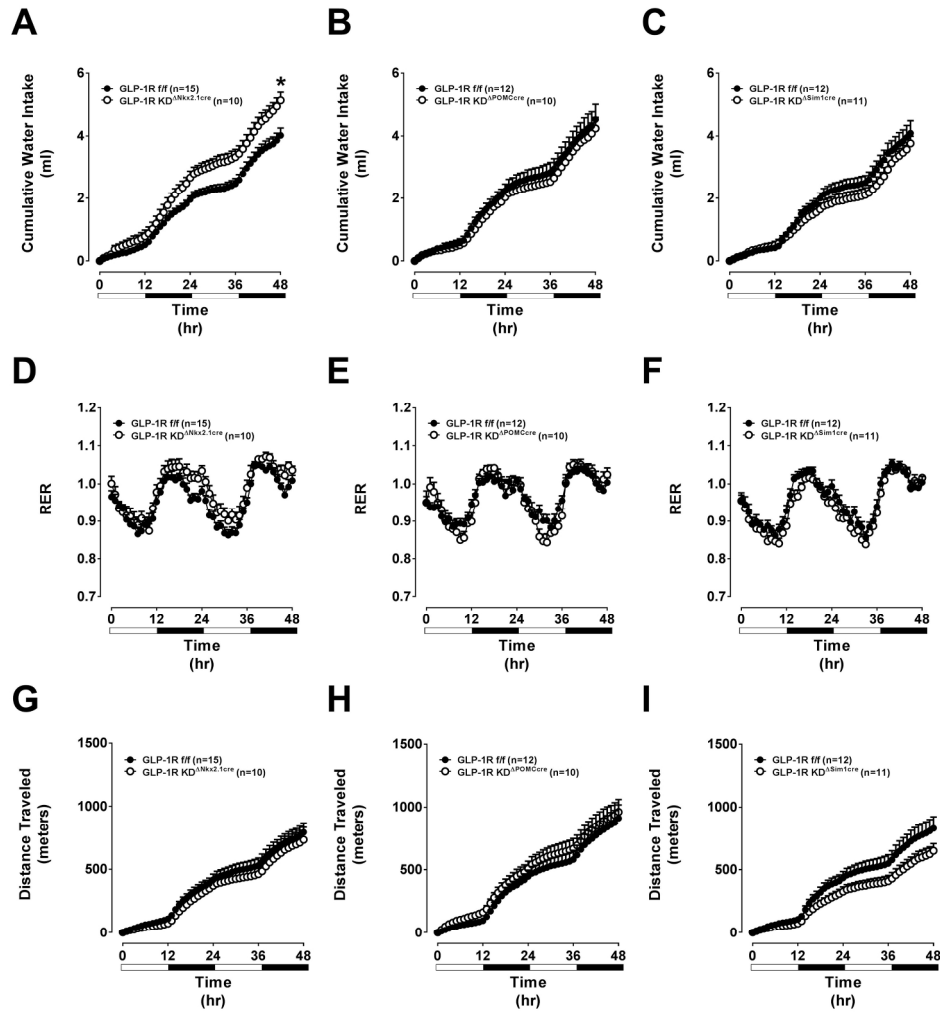 A
B
C
Cumulative Water Intake
(ml)
6
4
2
0
GLP-1R f/f (n=15)
GLP-1R KD^ΔNkx2.1cre (n=10)
*
0 12 24 36 48
Time
(hr)
Cumulative Water Intake
(ml)
6
4
2
0
GLP-1R f/f (n=12)
GLP-1R KD^ΔPOMCcre (n=10)
0 12 24 36 48
Time
(hr)
Cumulative Water Intake
(ml)
6
4
2
0
GLP-1R f/f (n=12)
GLP-1R KD^ΔSim1cre (n=11)
0 12 24 36 48
Time
(hr)
D
E
F
RER
1.2
1.1
1.0
0.9
0.8
0.7
GLP-1R f/f (n=15)
GLP-1R KD^ΔNkx2.1cre (n=10)
0 12 24 36 48
Time
(hr)
RER
1.2
1.1
1.0
0.9
0.8
0.7
GLP-1R f/f (n=12)
GLP-1R KD^ΔPOMCcre (n=10)
0 12 24 36 48
Time
(hr)
RER
1.2
1.1
1.0
0.9
0.8
0.7
GLP-1R f/f (n=12)
GLP-1R KD^ΔSim1cre (n=11)
0 12 24 36 48
Time
(hr)
G
H
I
Distance Traveled
(meters)
1500
1000
500
0
GLP-1R f/f (n=15)
GLP-1R KD^ΔNkx2.1cre (n=10)
0 12 24 36 48
Time
(hr)
Distance Traveled
(meters)
1500
1000
500
0
GLP-1R f/f (n=12)
GLP-1R KD^ΔPOMCcre (n=10)
0 12 24 36 48
Time
(hr)
Distance Traveled
(meters)
1500
1000
500
0
GLP-1R f/f (n=12)
GLP-1R KD^ΔSim1cre (n=11)
0 12 24 36 48
Time
(hr)